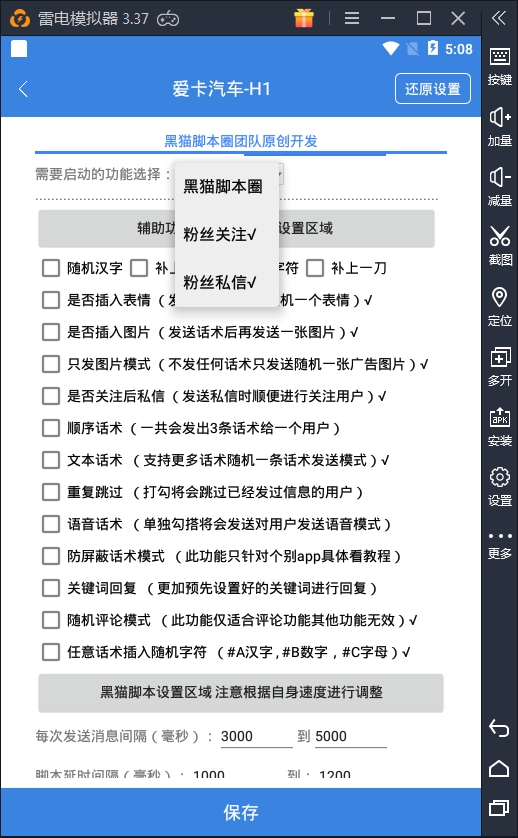 雷电模拟器 3.37
5:08
爱卡汽车-H1
还原设置
黑猫脚本圈团队原创开发
需要启动的功能选择：
黑猫脚本圈
粉丝关注√
粉丝私信√
辅助功 设置区域
随机汉字 补 字符 补上一刀
是否插入表情（ 机一个表情）√
是否插入图片（发送话术后再发送一张图片）√
只发图片模式（不发任何话术只发送随机一张广告图片）√
是否关注后私信（发送私信时顺便进行关注用户）√
顺序话术（一共会发出3条话术给一个用户）
文本话术（支持更多话术随机一条话术发送模式）√
重复跳过（打勾将会跳过已经发过信息的用户）
语音话术（单独勾搭将会发送对用户发送语音模式）
防屏蔽话术模式（此功能只针对个别app具体看教程）
关键词回复（更加预先设置好的关键词进行回复）
随机评论模式（此功能仅适合评论功能其他功能无效）√
任意话术插入随机字符（#A汉字,#B数字，#C字母）√
黑猫脚本设置区域 注意根据自身速度进行调整
每次发送消息间隔（毫秒）： 3000 到 5000
脚本延时间隔（毫秒）： 1000 到： 1200
保存
按键
加量
减量
截图
定位
多开
APK
安装
设置
更多